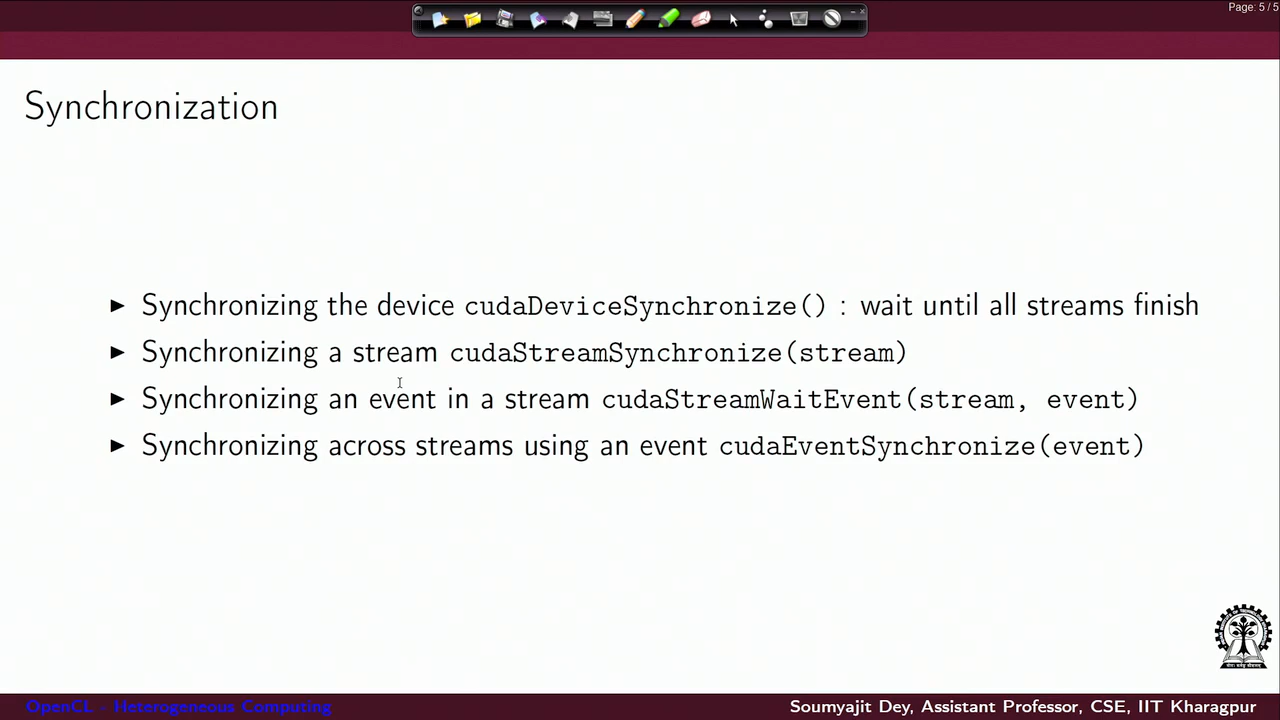 Page: 5 / 5
Synchronization
▶ Synchronizing the device cudaDeviceSynchronize() : wait until all streams finish
▶ Synchronizing a stream cudaStreamSynchronize(stream)
▶ Synchronizing an event in a stream cudaStreamWaitEvent(stream, event)
▶ Synchronizing across streams using an event cudaEventSynchronize(event)
OpenCL - Heterogeneous Computing
Soumyajit Dey, Assistant Professor, CSE, IIT Kharagpur